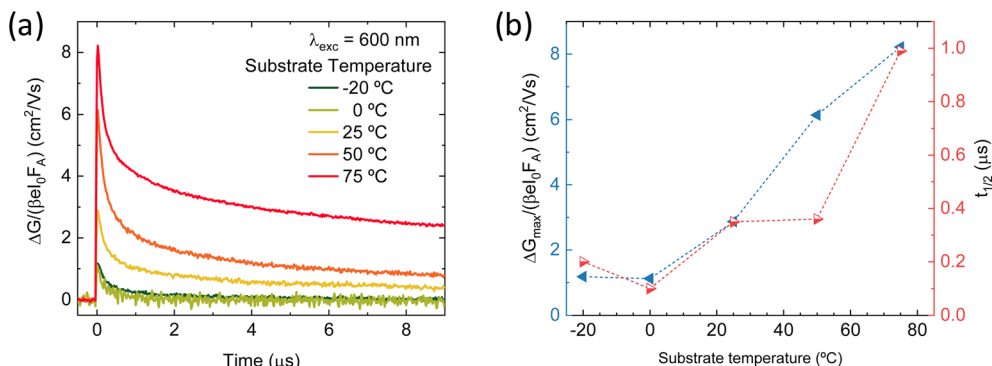 (a)
λexc = 600 nm
Substrate Temperature
-20 ºC
0 ºC
25 ºC
50 ºC
75 ºC
ΔG/(βeI0FA) (cm2/Vs)
8
6
4
2
0
0 2 4 6 8
Time (μs)
(b)
ΔGmax/(βeI0FA) (cm2/Vs)
8
6
4
2
0
-20 0 20 40 60 80
Substrate temperature (ºC)
1.0
0.8
0.6
0.4
0.2
0.0
t1/2 (μs)